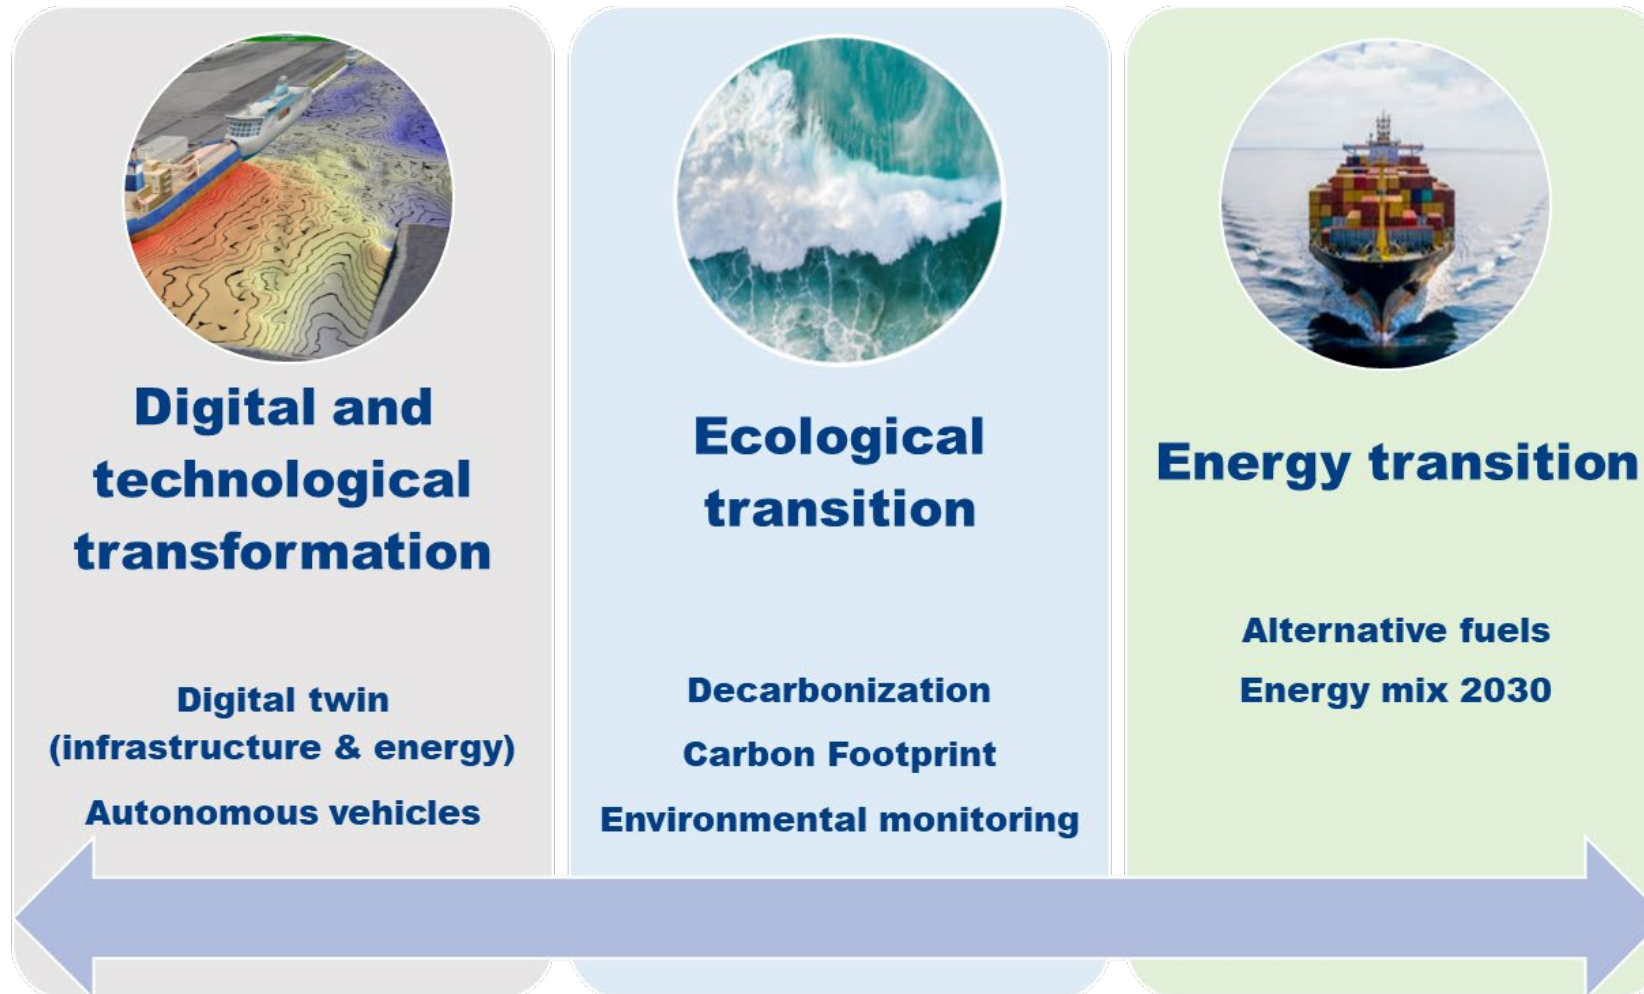 Digital and
technological
transformation
Digital twin
(infrastructure & energy)
Autonomous vehicles
Ecological
transition
Decarbonization
Carbon Footprint
Environmental monitoring
Energy transition
Alternative fuels
Energy mix 2030